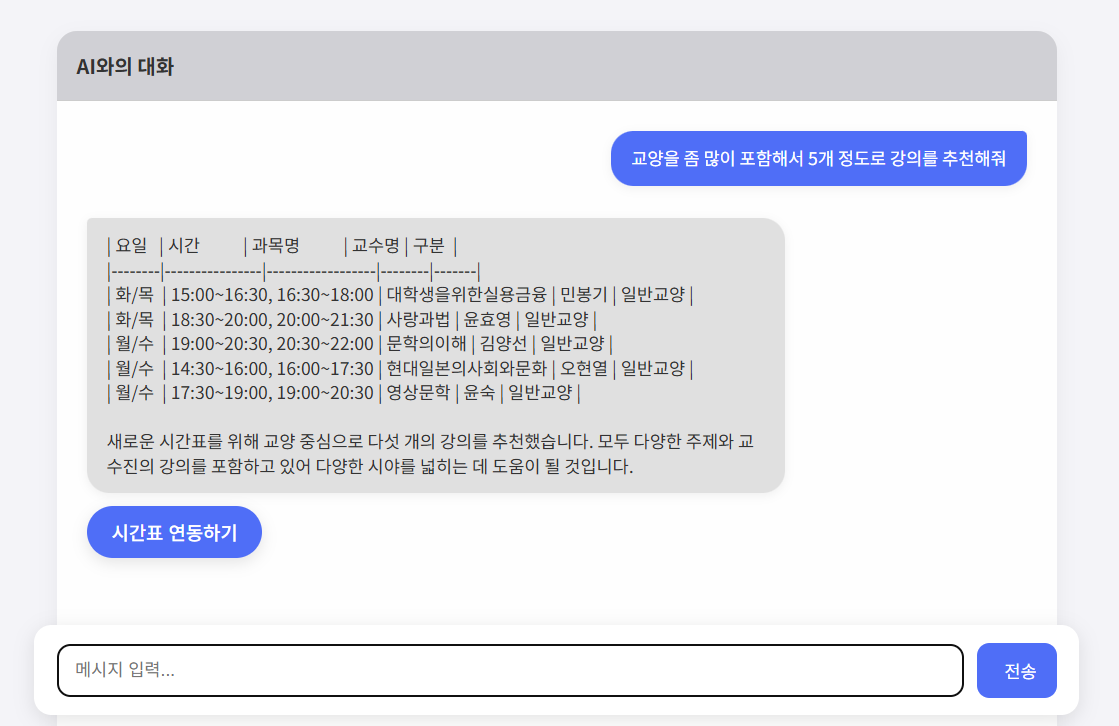 AI와의 대화
교양을 좀 많이 포함해서 5개 정도로 강의를 추천해줘
| 요일 | 시간 | 과목명 | 교수명 | 구분 |
|--------|----------------|------------------|--------|-------|
| 화/목 | 15:00~16:30, 16:30~18:00 | 대학생을위한실용금융 | 민봉기 | 일반교양 |
| 화/목 | 18:30~20:00, 20:00~21:30 | 사랑과법 | 윤효영 | 일반교양 |
| 월/수 | 19:00~20:30, 20:30~22:00 | 문학의이해 | 김양선 | 일반교양 |
| 월/수 | 14:30~16:00, 16:00~17:30 | 현대일본의사회와문화 | 오현열 | 일반교양 |
| 월/수 | 17:30~19:00, 19:00~20:30 | 영상문학 | 윤숙 | 일반교양 |
새로운 시간표를 위해 교양 중심으로 다섯 개의 강의를 추천했습니다. 모두 다양한 주제와 교
수진의 강의를 포함하고 있어 다양한 시야를 넓히는 데 도움이 될 것입니다.
시간표 연동하기
메시지 입력...
전송